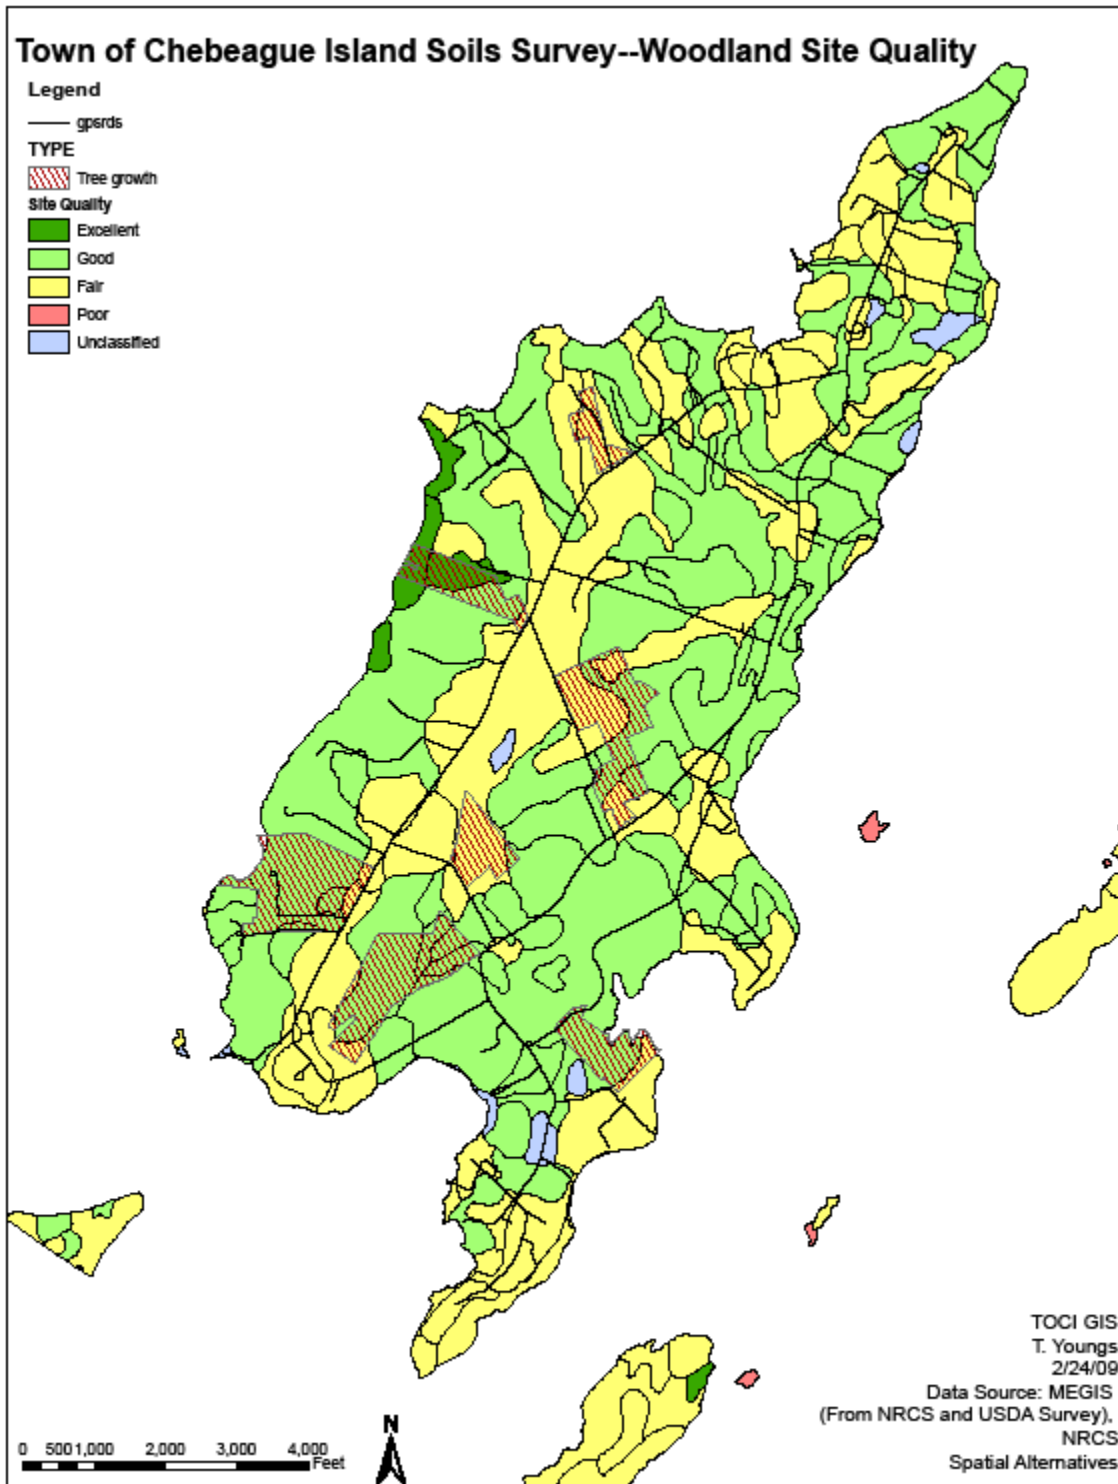 Town of Chebeague Island Soils Survey--Woodland Site Quality
Legend
gpsrds
TYPE
Tree growth
Site Quality
Excellent
Good
Fair
Poor
Unclassified
TOCI GIS
T. Youngs
2/24/09
Data Source: MEGIS
(From NRCS and USDA Survey),
NRCS
Spatial Alternatives
N
0 500 1,000 2,000 3,000 4,000
Feet